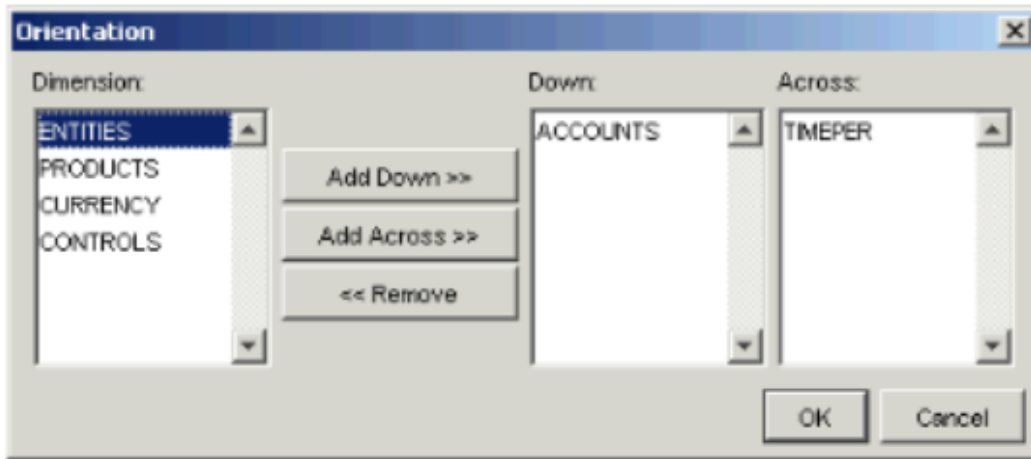 Orientation
Dimension:
Down:
Across:
ENTITIES
PRODUCTS
CURRENCY
CONTROLS
Add Down >>
Add Across >>
<< Remove
ACCOUNTS
TIMEPER
OK
Cancel